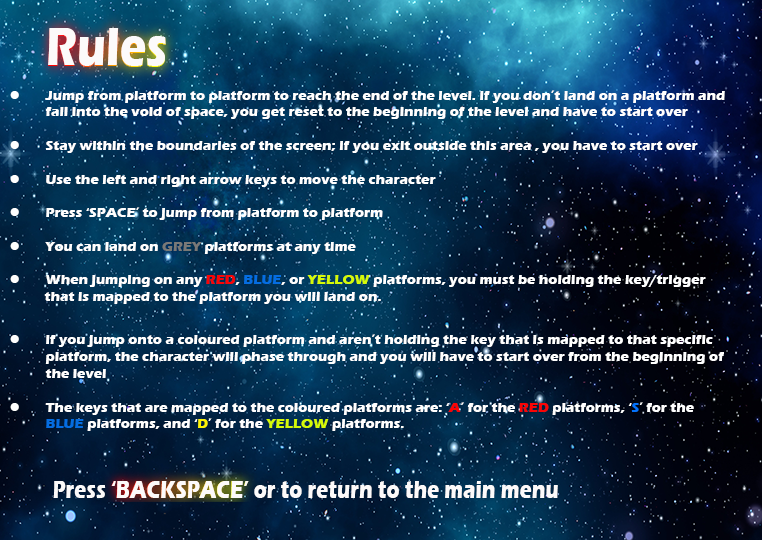 Rules
• Jump from platform to platform to reach the end of the level. If you don't land on a platform and
fall into the void of space, you get reset to the beginning of the level and have to start over
• Stay within the boundaries of the screen; if you exit outside this area , you have to start over
• Use the left and right arrow keys to move the character
• Press 'SPACE' to jump from platform to platform
• You can land on GREY platforms at any time
• When jumping on any RED, BLUE, or YELLOW platforms, you must be holding the key/trigger
that is mapped to the platform you will land on.
• If you jump onto a coloured platform and aren't holding the key that is mapped to that specific
platform, the character will phase through and you will have to start over from the beginning of
the level
• The keys that are mapped to the coloured platforms are: 'A' for the RED platforms, 'S' for the
BLUE platforms, and 'D' for the YELLOW platforms.
Press 'BACKSPACE' or to return to the main menu